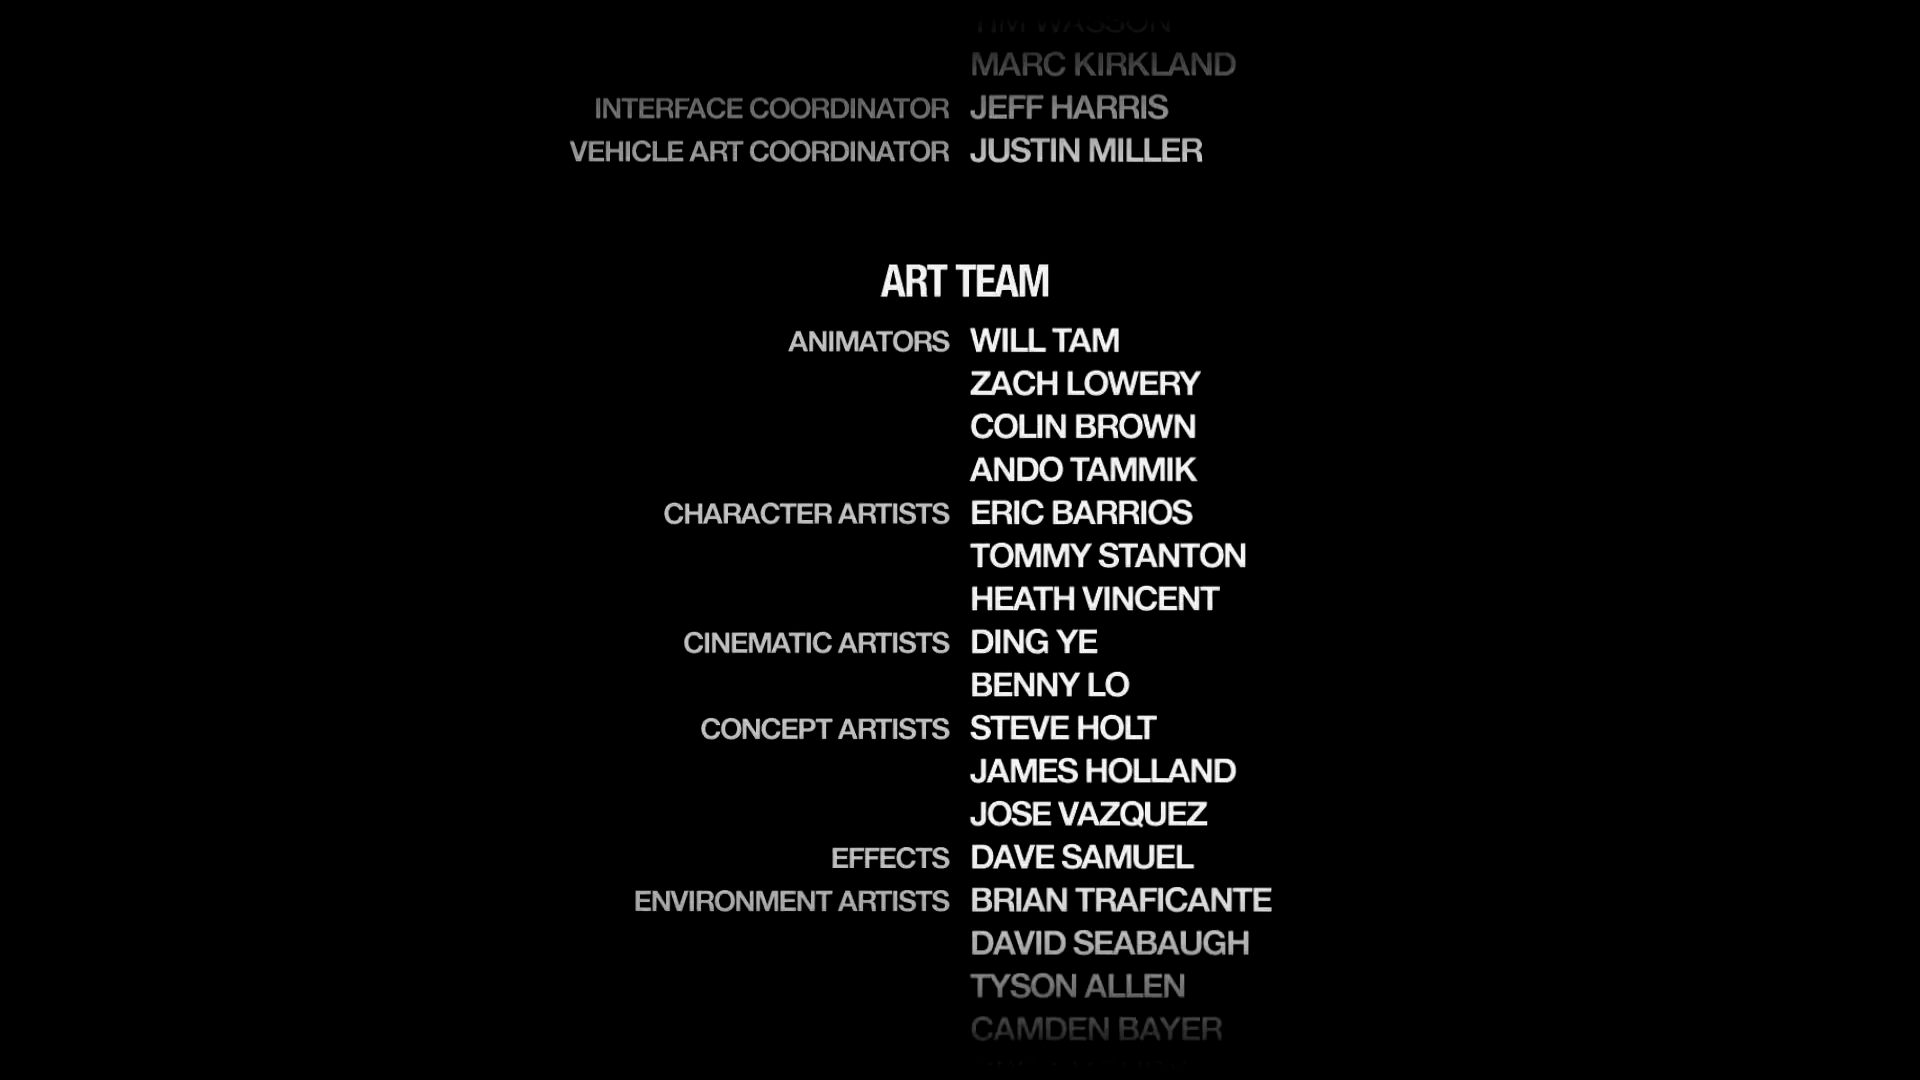 TIM WASSON
MARC KIRKLAND
INTERFACE COORDINATOR JEFF HARRIS
VEHICLE ART COORDINATOR JUSTIN MILLER
ART TEAM
ANIMATORS WILL TAM
ZACH LOWERY
COLIN BROWN
ANDO TAMMIK
CHARACTER ARTISTS ERIC BARRIOS
TOMMY STANTON
HEATH VINCENT
CINEMATIC ARTISTS DING YE
BENNY LO
CONCEPT ARTISTS STEVE HOLT
JAMES HOLLAND
JOSE VAZQUEZ
EFFECTS DAVE SAMUEL
ENVIRONMENT ARTISTS BRIAN TRAFICANTE
DAVID SEABAUGH
TYSON ALLEN
CAMDEN BAYER